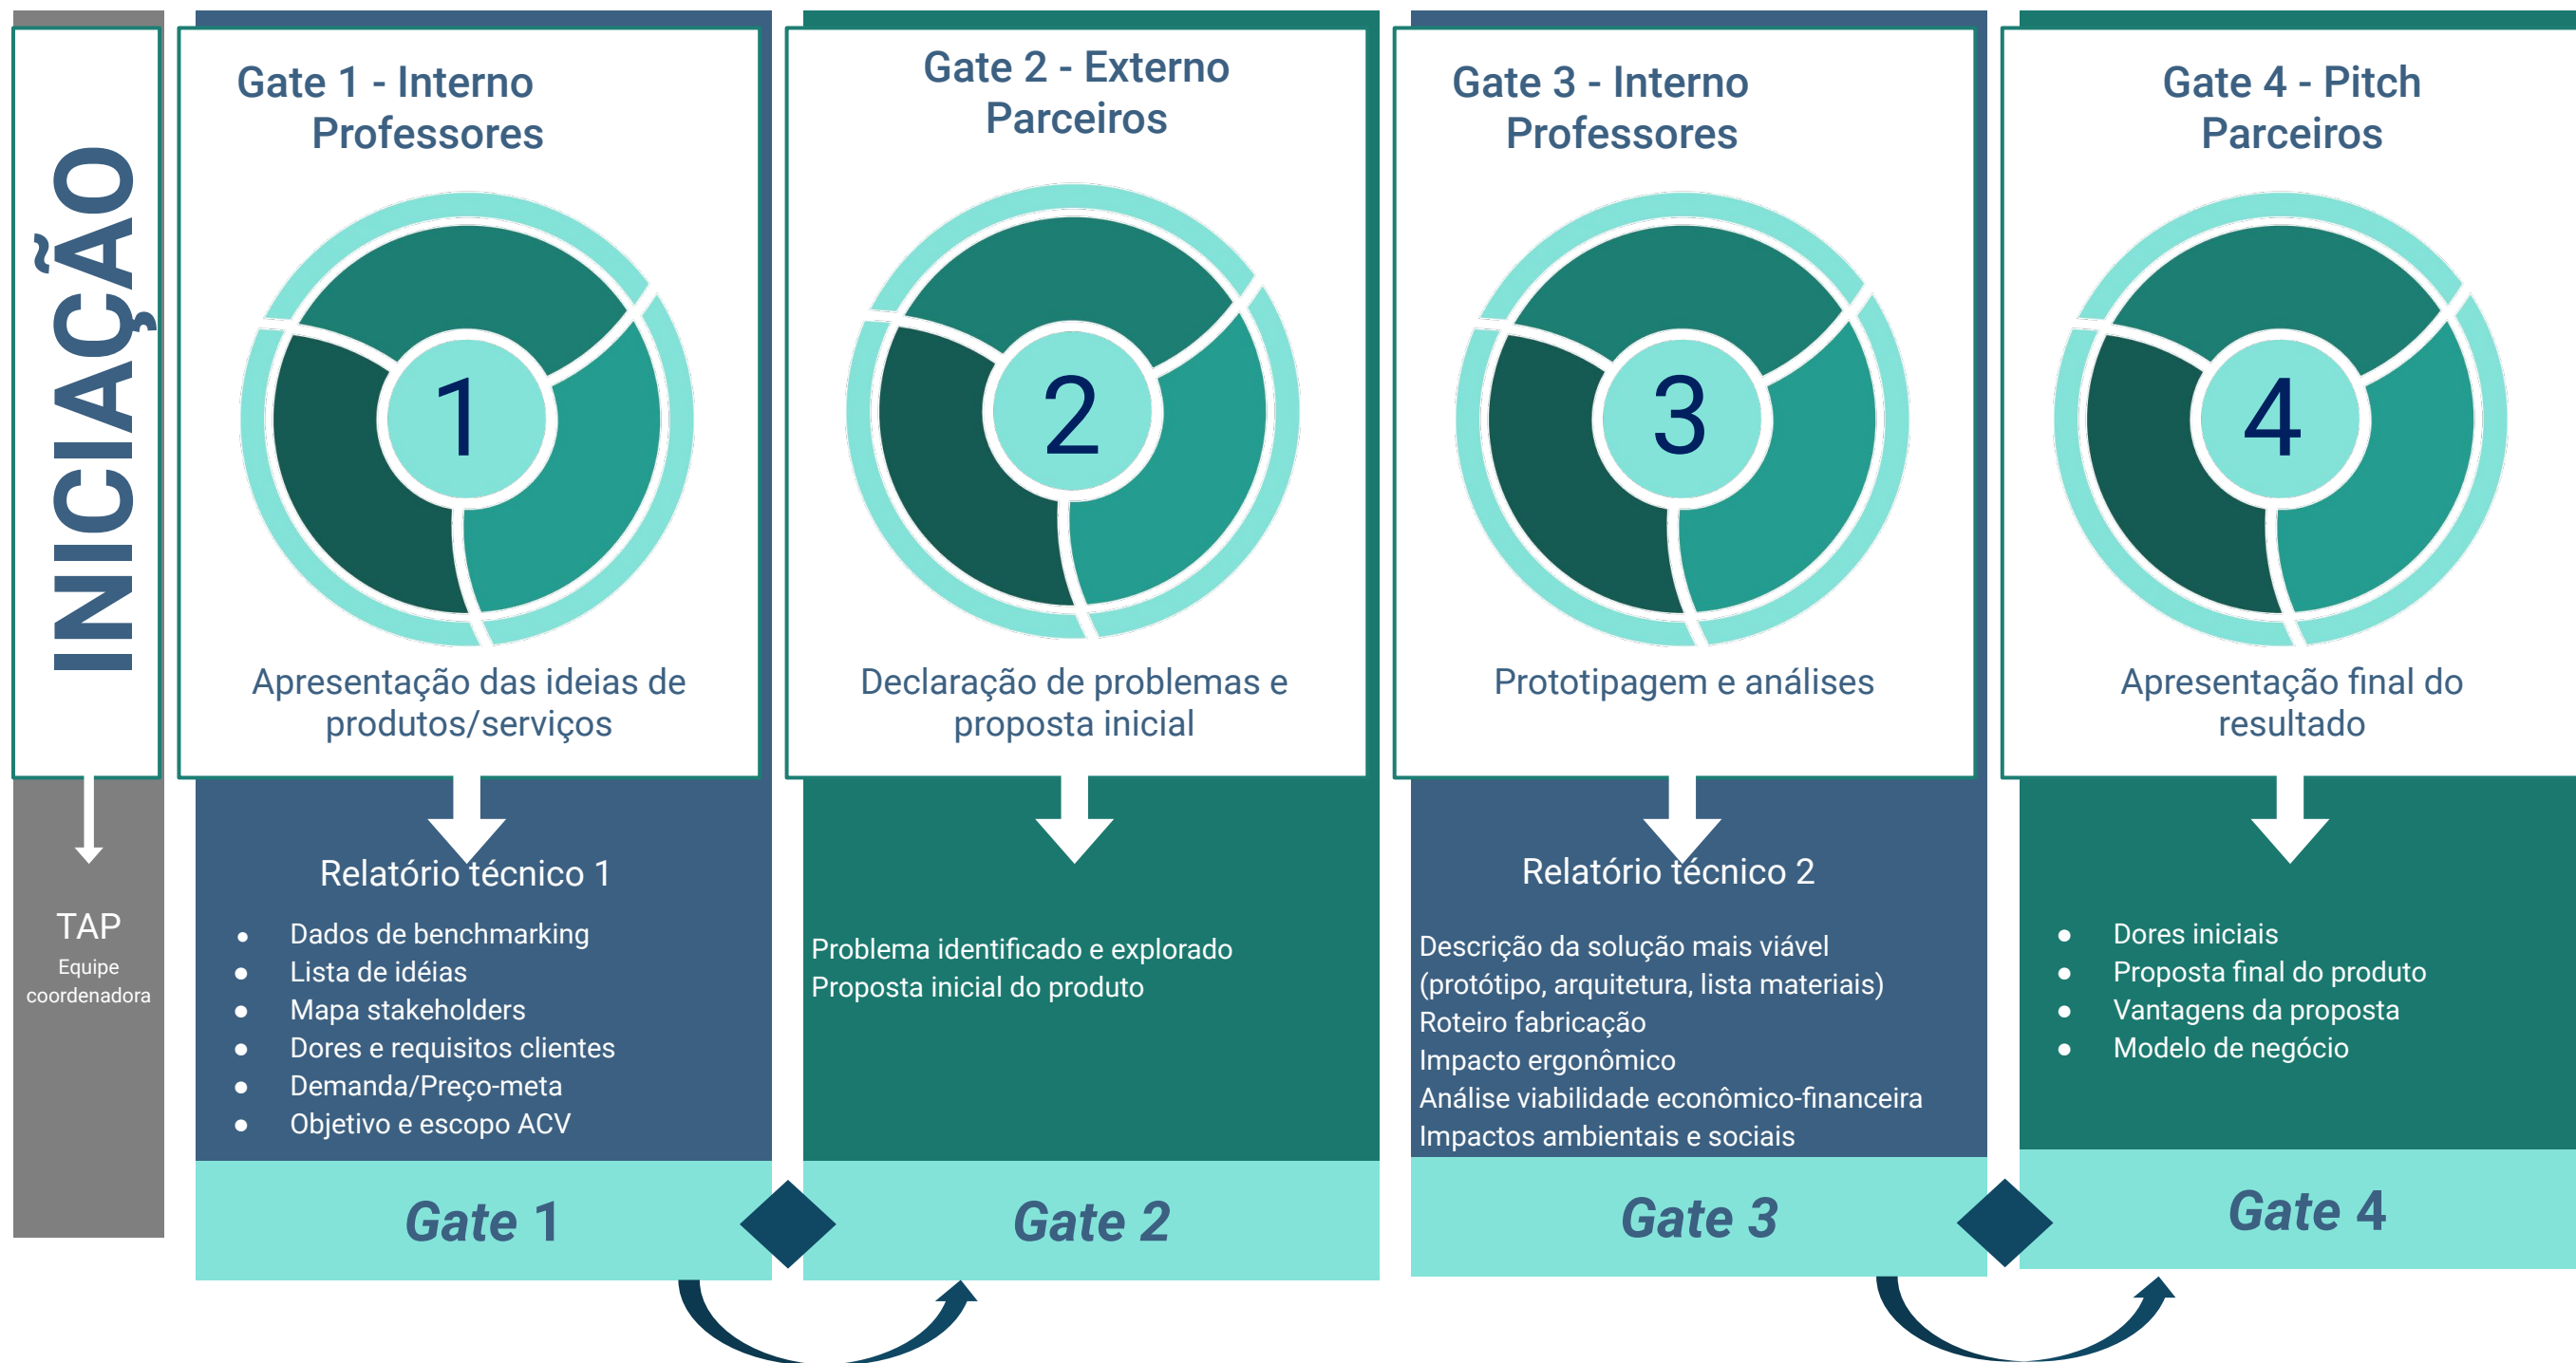 INICIAÇÃO
TAP
Equipe
coordenadora
Gate 1 - Interno
Professores
1
Apresentação das ideias de
produtos/serviços
Relatório técnico 1
● Dados de benchmarking
● Lista de idéias
● Mapa stakeholders
● Dores e requisitos clientes
● Demanda/Preço-meta
● Objetivo e escopo ACV
Gate 1
Gate 2 - Externo
Parceiros
2
Declaração de problemas e
proposta inicial
Problema identificado e explorado
Proposta inicial do produto
Gate 2
Gate 3 - Interno
Professores
3
Prototipagem e análises
Relatório técnico 2
Descrição da solução mais viável
(protótipo, arquitetura, lista materiais)
Roteiro fabricação
Impacto ergonômico
Análise viabilidade econômico-financeira
Impactos ambientais e sociais
Gate 3
Gate 4 - Pitch
Parceiros
4
Apresentação final do
resultado
● Dores iniciais
● Proposta final do produto
● Vantagens da proposta
● Modelo de negócio
Gate 4